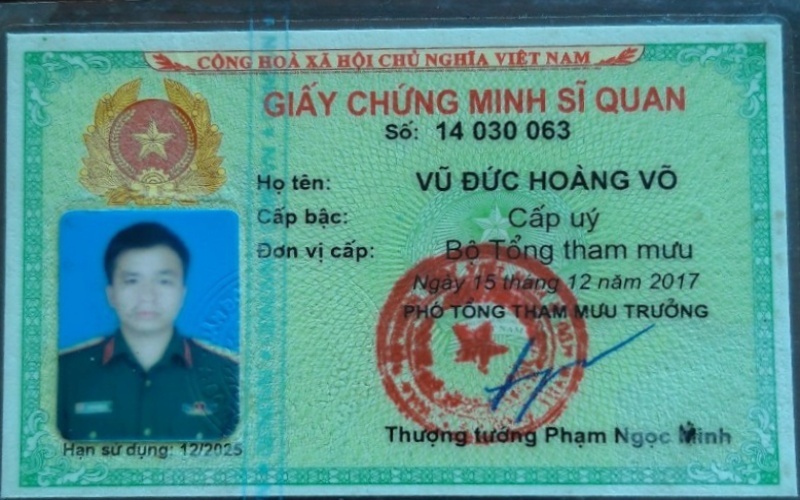 CỘNG HOÀ XÃ HỘI CHỦ NGHĨA VIỆT NAM
GIẤY CHỨNG MINH SĨ QUAN
Số: 14 030 063
Họ tên: VŨ ĐỨC HOÀNG VÕ
Cấp bậc: Cấp uý
Đơn vị cấp: Bộ Tổng tham mưu
Ngày 15 tháng 12 năm 2017
PHÓ TỔNG THAM MƯU TRƯỞNG
NAM
Thượng tướng Phạm Ngọc Minh
Hạn sử dụng: 12/2025